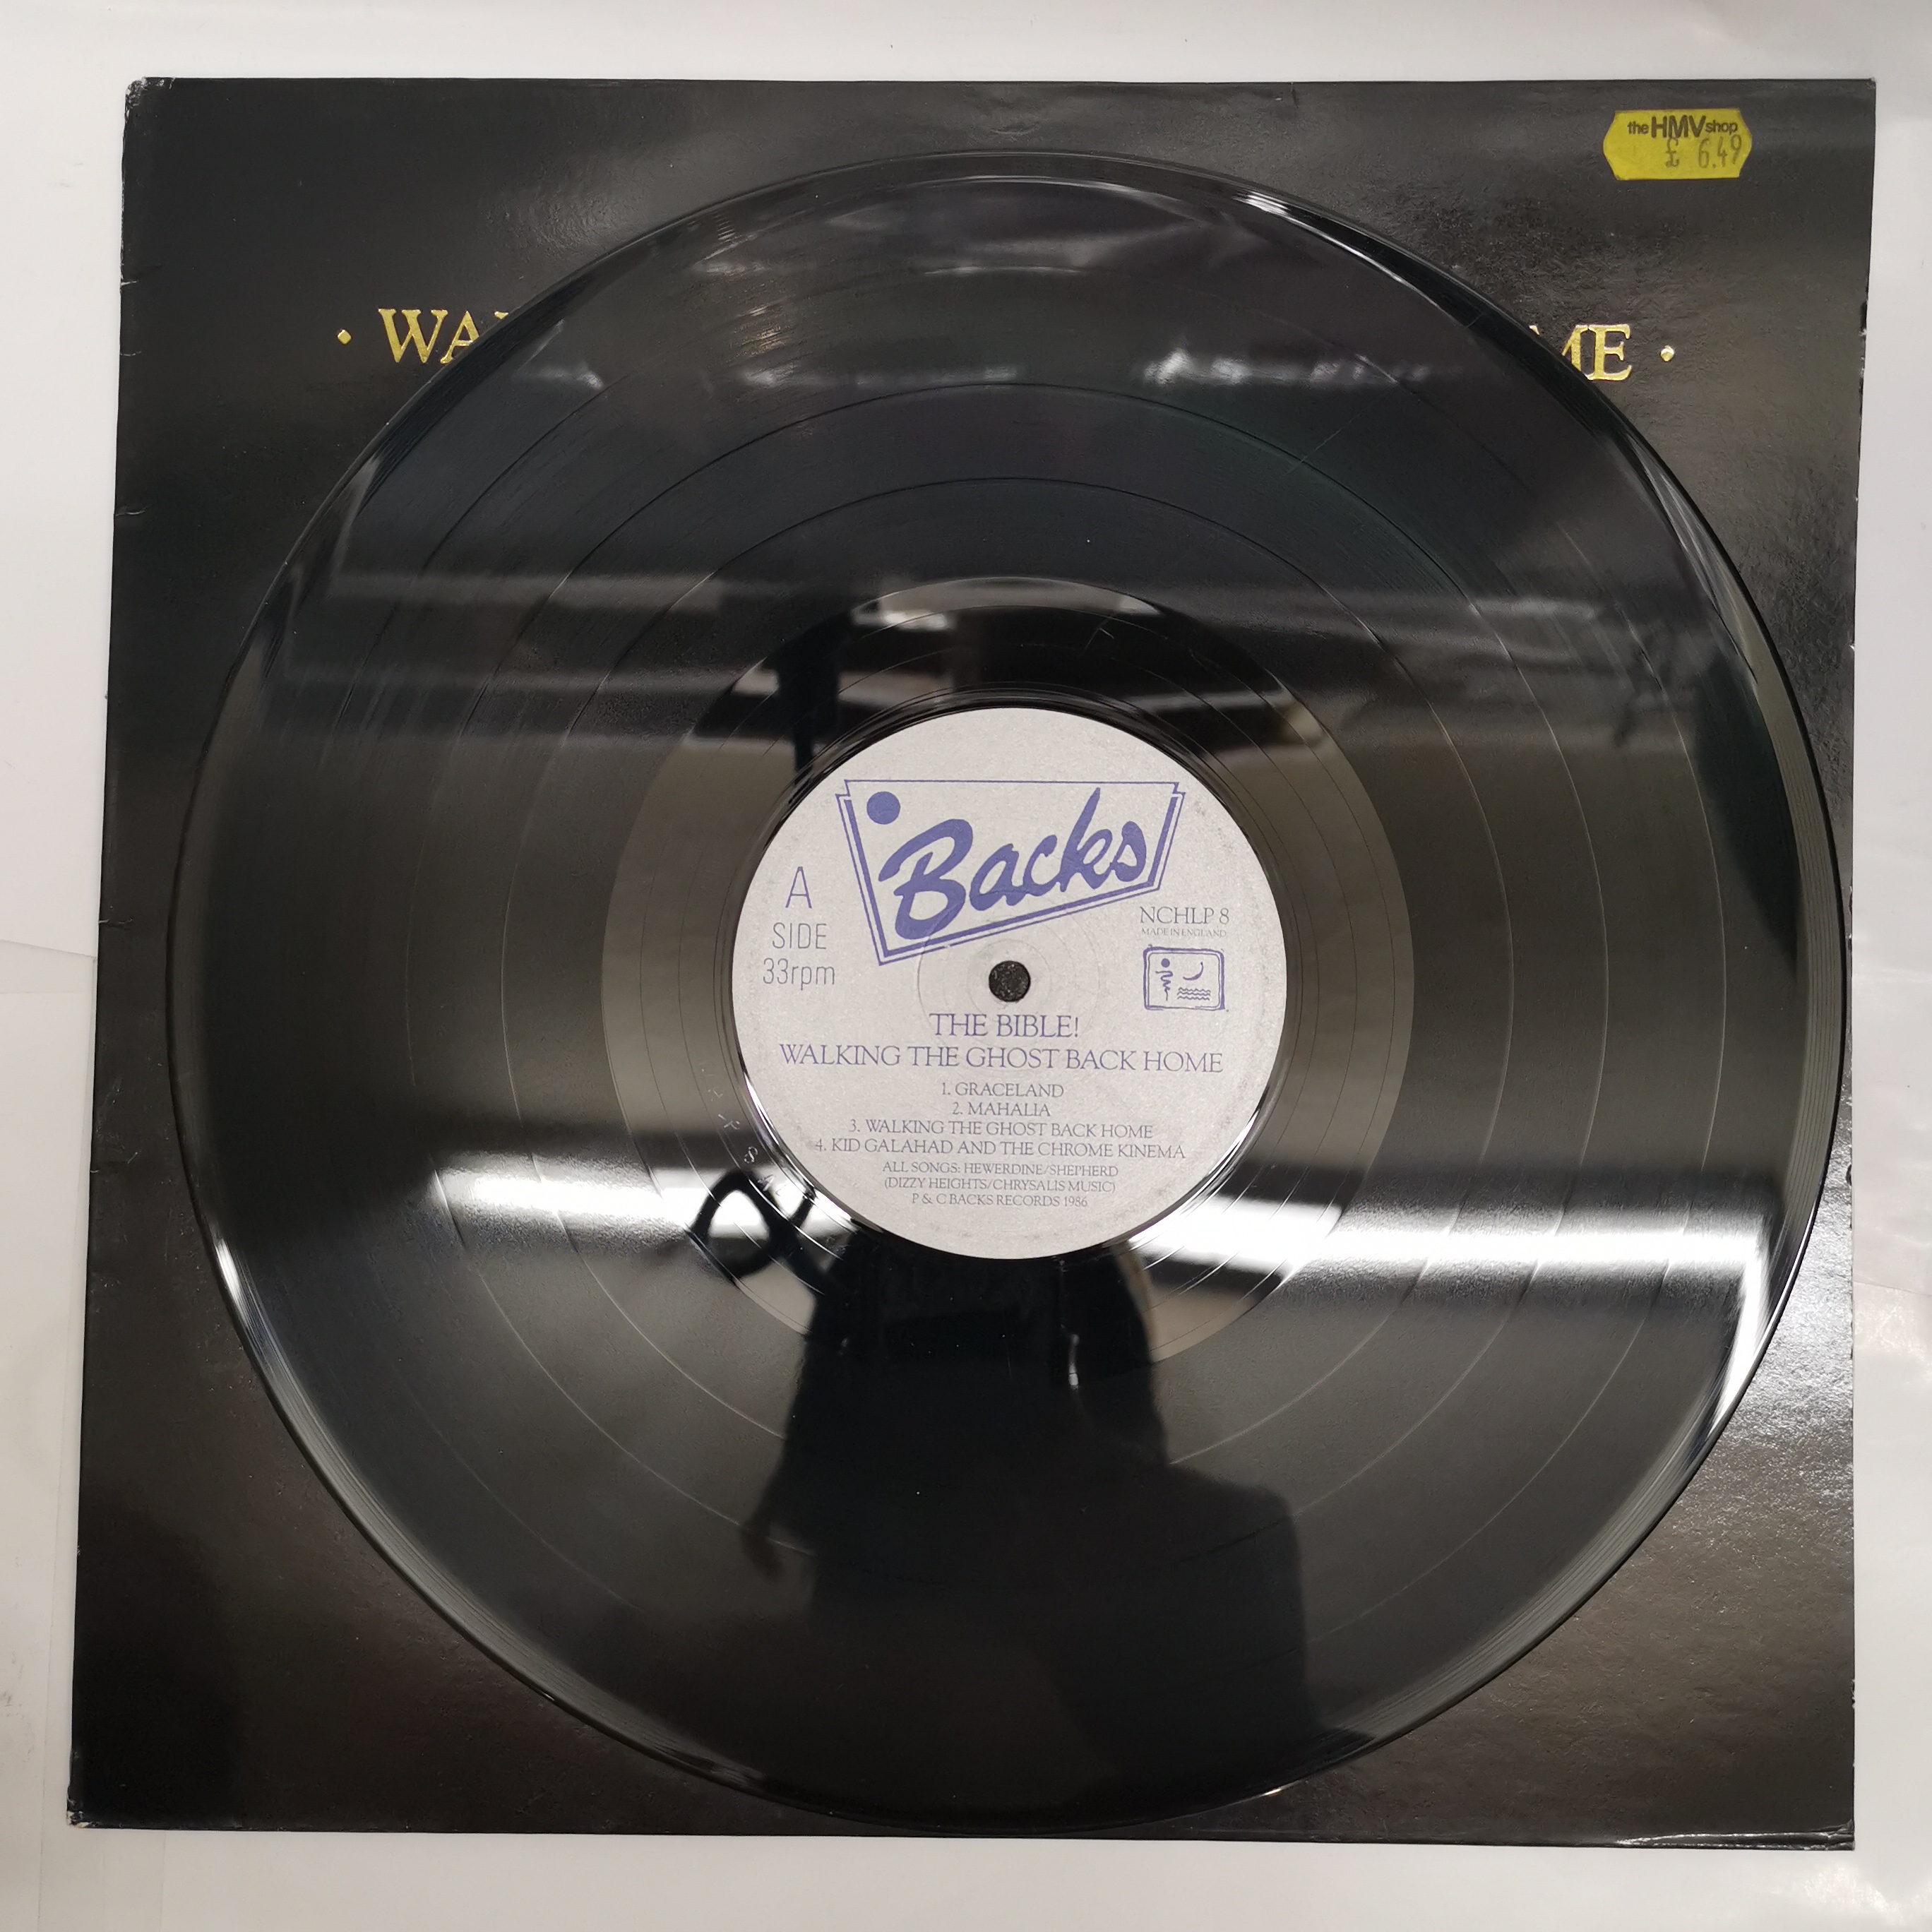 the HMV shop
£ 6.49
· WA
ME ·
Backs
A
SIDE
33rpm
NCHLP 8
MADE IN ENGLAND
THE BIBLE!
WALKING THE GHOST BACK HOME
1. GRACELAND
2. MAHALIA
3. WALKING THE GHOST BACK HOME
4. KID GALAHAD AND THE CHROME KINEMA
ALL SONGS: HEWERDINE/SHEPHERD
(DIZZY HEIGHTS/CHRYSALIS MUSIC)
P & C BACKS RECORDS 1986